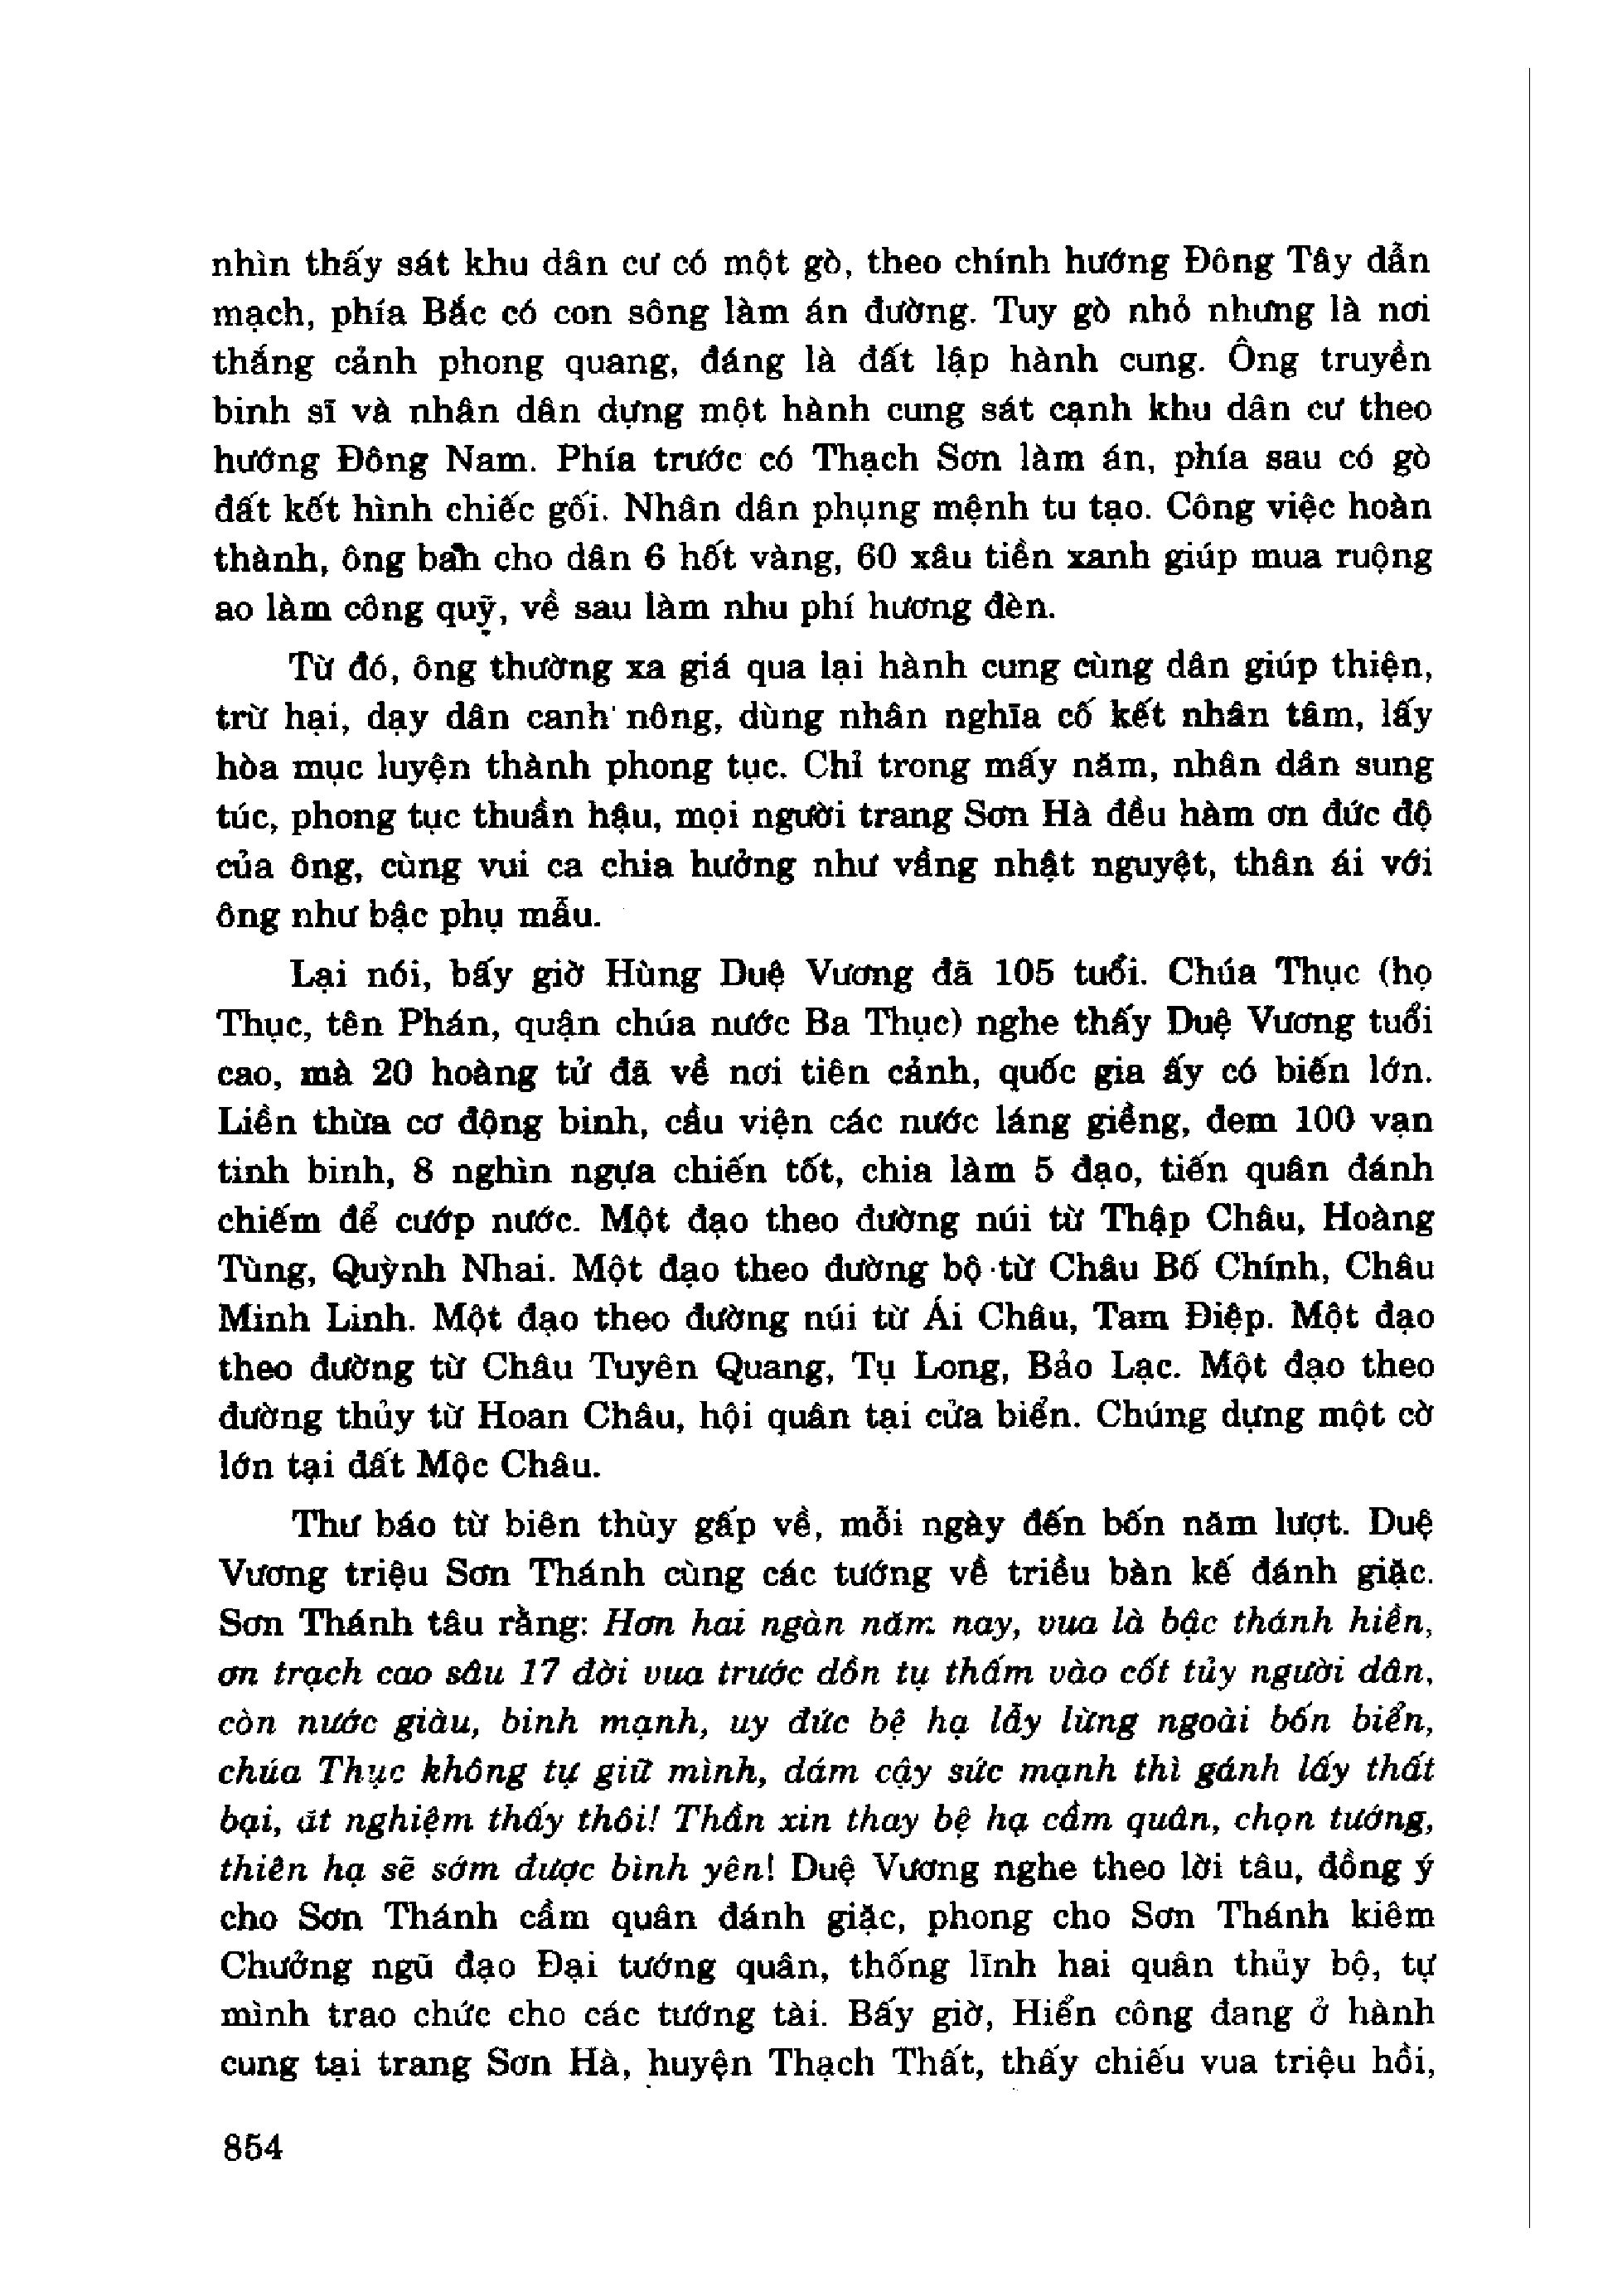 nhìn thấy sát khu dân cư có một gò, theo chính hướng Đông Tây dẫn
mạch, phía Bắc có con sông làm án đường. Tuy gò nhỏ nhưng là nơi
thắng cảnh phong quang, đáng là đất lập hành cung. Ông truyền
binh sĩ và nhân dân dựng một hành cung sát cạnh khu dân cư theo
hướng Đông Nam. Phía trước có Thạch Sơn làm án, phía sau có gò
đất kết hình chiếc gối. Nhân dân phụng mệnh tu tạo. Công việc hoàn
thành, ông ban cho dân 6 hốt vàng, 60 xâu tiền xanh giúp mua ruộng
ao làm công quỹ, về sau làm nhu phí hương đèn.
Từ đó, ông thường xa giá qua lại hành cung cùng dân giúp thiện,
trừ hại, dạy dân canh nông, dùng nhân nghĩa cố kết nhân tâm, lấy
hòa mục luyện thành phong tục. Chỉ trong mấy năm, nhân dân sung
túc, phong tục thuần hậu, mọi người trang Sơn Hà đều hàm ơn đức độ
của ông, cùng vui ca chia hưởng như vầng nhật nguyệt, thân ái với
ông như bậc phụ mẫu.
Lại nói, bấy giờ Hùng Duệ Vương đã 105 tuổi. Chúa Thục (họ
Thục, tên Phán, quận chúa nước Ba Thục) nghe thấy Duệ Vương tuổi
cao, mà 20 hoàng tử đã về nơi tiên cảnh, quốc gia ấy có biến lớn.
Liền thừa cơ động binh, cầu viện các nước láng giềng, đem 100 vạn
tinh binh, 8 nghìn ngựa chiến tốt, chia làm 5 đạo, tiến quân đánh
chiếm để cướp nước. Một đạo theo đường núi từ Thập Châu, Hoàng
Tùng, Quỳnh Nhai. Một đạo theo đường bộ từ Châu Bố Chính, Châu
Minh Linh. Một đạo theo đường núi từ Ái Châu, Tam Điệp. Một đạo
theo đường từ Châu Tuyên Quang, Tụ Long, Bảo Lạc. Một đạo theo
đường thủy từ Hoan Châu, hội quân tại cửa biển. Chúng dựng một cờ
lớn tại đất Mộc Châu.
Thư báo từ biên thùy gấp về, mỗi ngày đến bốn năm lượt. Duệ
Vương triệu Sơn Thánh cùng các tướng về triều bàn kế đánh giặc.
Sơn Thánh tâu rằng: Hơn hai ngàn năm nay, vua là bậc thánh hiền,
ơn trạch cao sâu 17 đời vua trước dồn tụ thấm vào cốt tủy người dân,
còn nước giàu, binh mạnh, uy đức bệ hạ lẫy lừng ngoài bốn biển,
chúa Thục không tự giữ mình, dám cậy sức mạnh thì gánh lấy thất
bại, ắt nghiệm thấy thôi! Thần xin thay bệ hạ cầm quân, chọn tướng,
thiên hạ sẽ sớm được bình yên! Duệ Vương nghe theo lời tâu, đồng ý
cho Sơn Thánh cầm quân đánh giặc, phong cho Sơn Thánh kiêm
Chưởng ngũ đạo Đại tướng quân, thống lĩnh hai quân thủy bộ, tự
mình trao chức cho các tướng tài. Bấy giờ, Hiển công đang ở hành
cung tại trang Sơn Hà, huyện Thạch Thất, thấy chiếu vua triệu hồi,
854